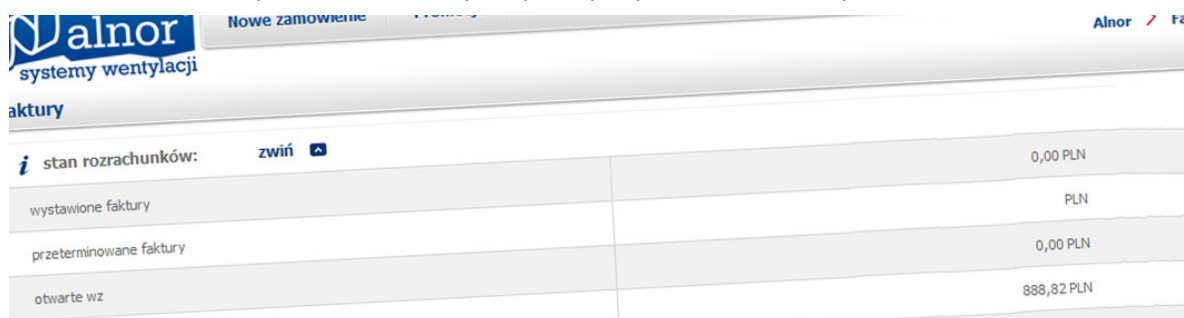 Nowe zamówienie
alnor
systemy wentylacji
Alnor
aktury
i stan rozrachunków: zwiń
wystawione faktury 0,00 PLN
przeterminowane faktury PLN
otwarte wz 0,00 PLN
888,82 PLN